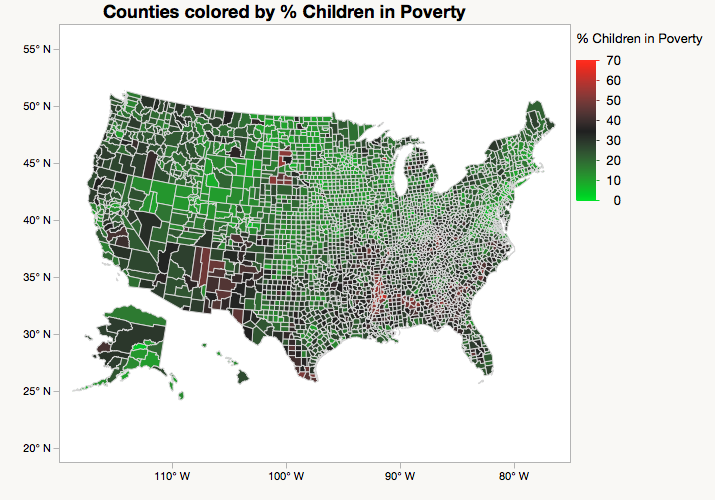 Counties colored by % Children in Poverty
% Children in Poverty
55° N
50° N
45° N
40° N
35° N
30° N
25° N
20° N
70
60
50
40
30
20
10
0
110° W
100° W
90° W
80° W